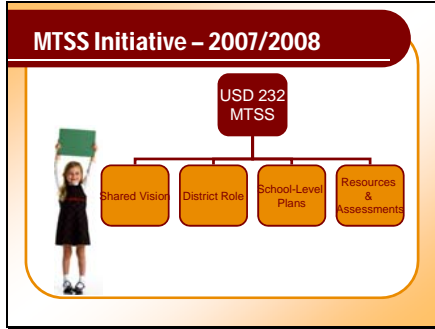 MTSS Initiative – 2007/2008
USD 232
MTSS
Shared Vision
District Role
School-Level
Plans
Resources
&
Assessments